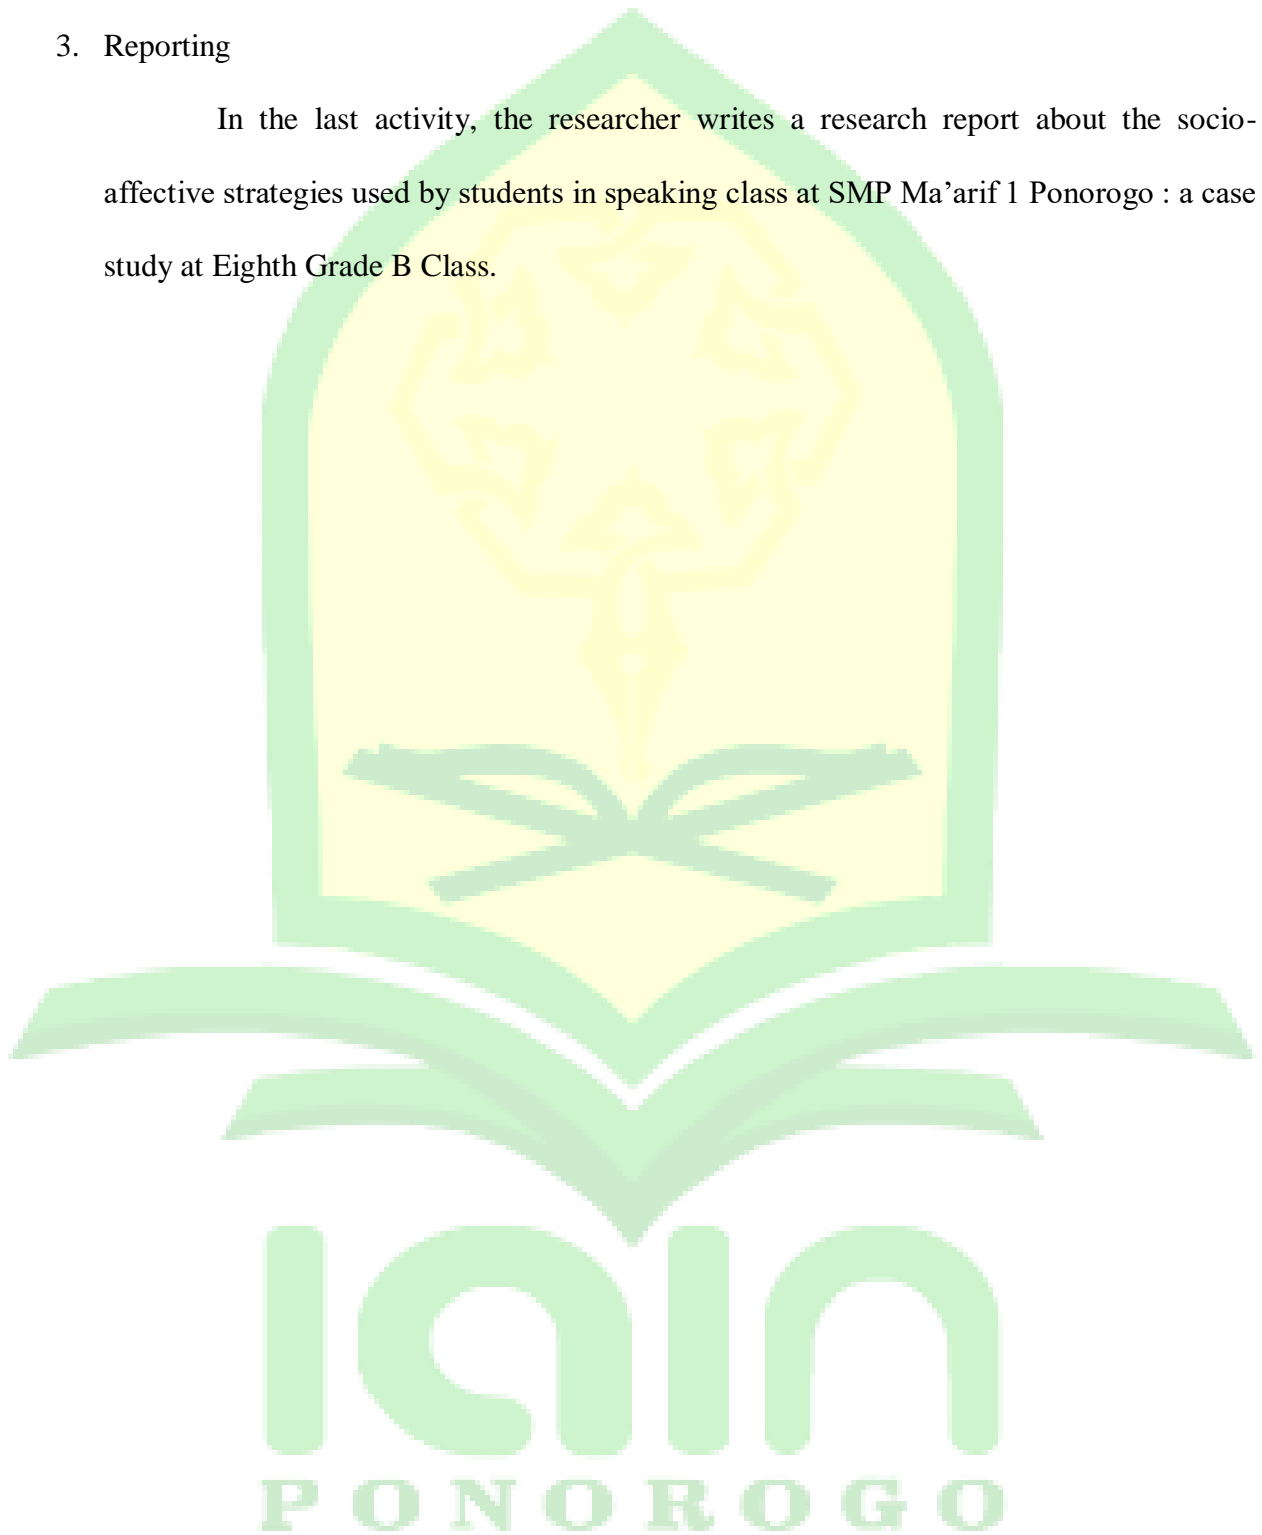 3. Reporting
In the last activity, the researcher writes a research report about the socio-
affective strategies used by students in speaking class at SMP Ma’arif 1 Ponorogo : a case
study at Eighth Grade B Class.
iain
PONOROGO